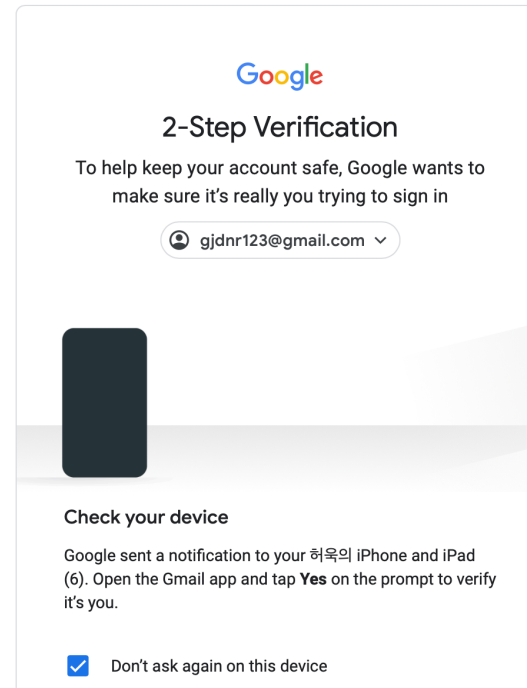 Google
2-Step Verification
To help keep your account safe, Google wants to
make sure it’s really you trying to sign in
gjdnr123@gmail.com
Check your device
Google sent a notification to your 허욱의 iPhone and iPad
(6). Open the Gmail app and tap Yes on the prompt to verify
it’s you.
Don’t ask again on this device